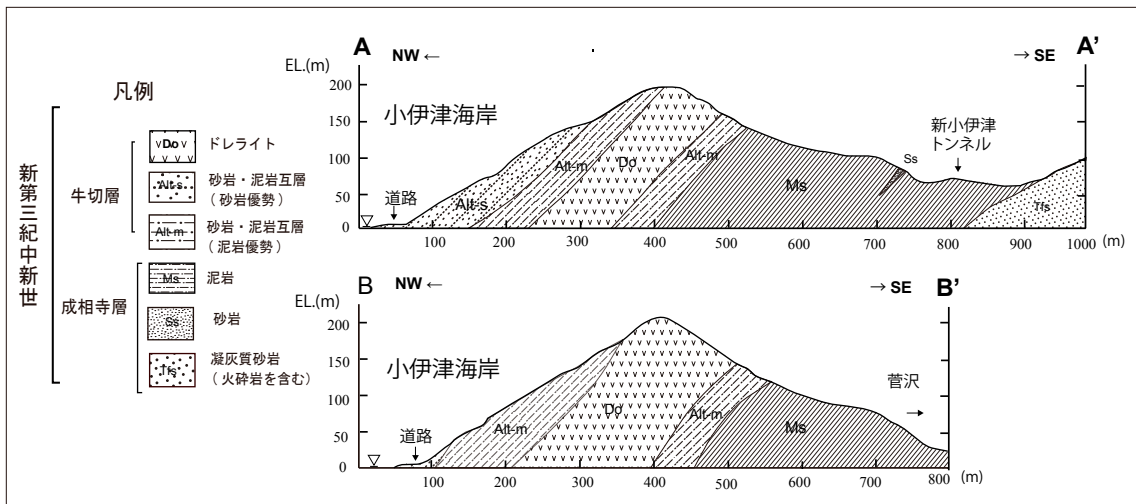 凡例
新第三紀中新世
牛切層
Do ドレライト
Alt-s 砂岩・泥岩互層
(砂岩優勢)
Alt-m 砂岩・泥岩互層
(泥岩優勢)
成相寺層
Ms 泥岩
Ss 砂岩
Tfs 凝灰質砂岩
(火砕岩を含む)
A NW ← → SE A’
EL.(m)
200
150
100
50
0
小伊津海岸
道路
Alt-s
Alt-m
Do
Alt-m
Ms
Ss
新小伊津
トンネル
Tfs
100 200 300 400 500 600 700 800 900 1000 (m)
B NW ← → SE B’
EL.(m)
200
150
100
50
0
小伊津海岸
道路
Alt-m
Do
Alt-m
Ms
菅沢
→
100 200 300 400 500 600 700 800 (m)